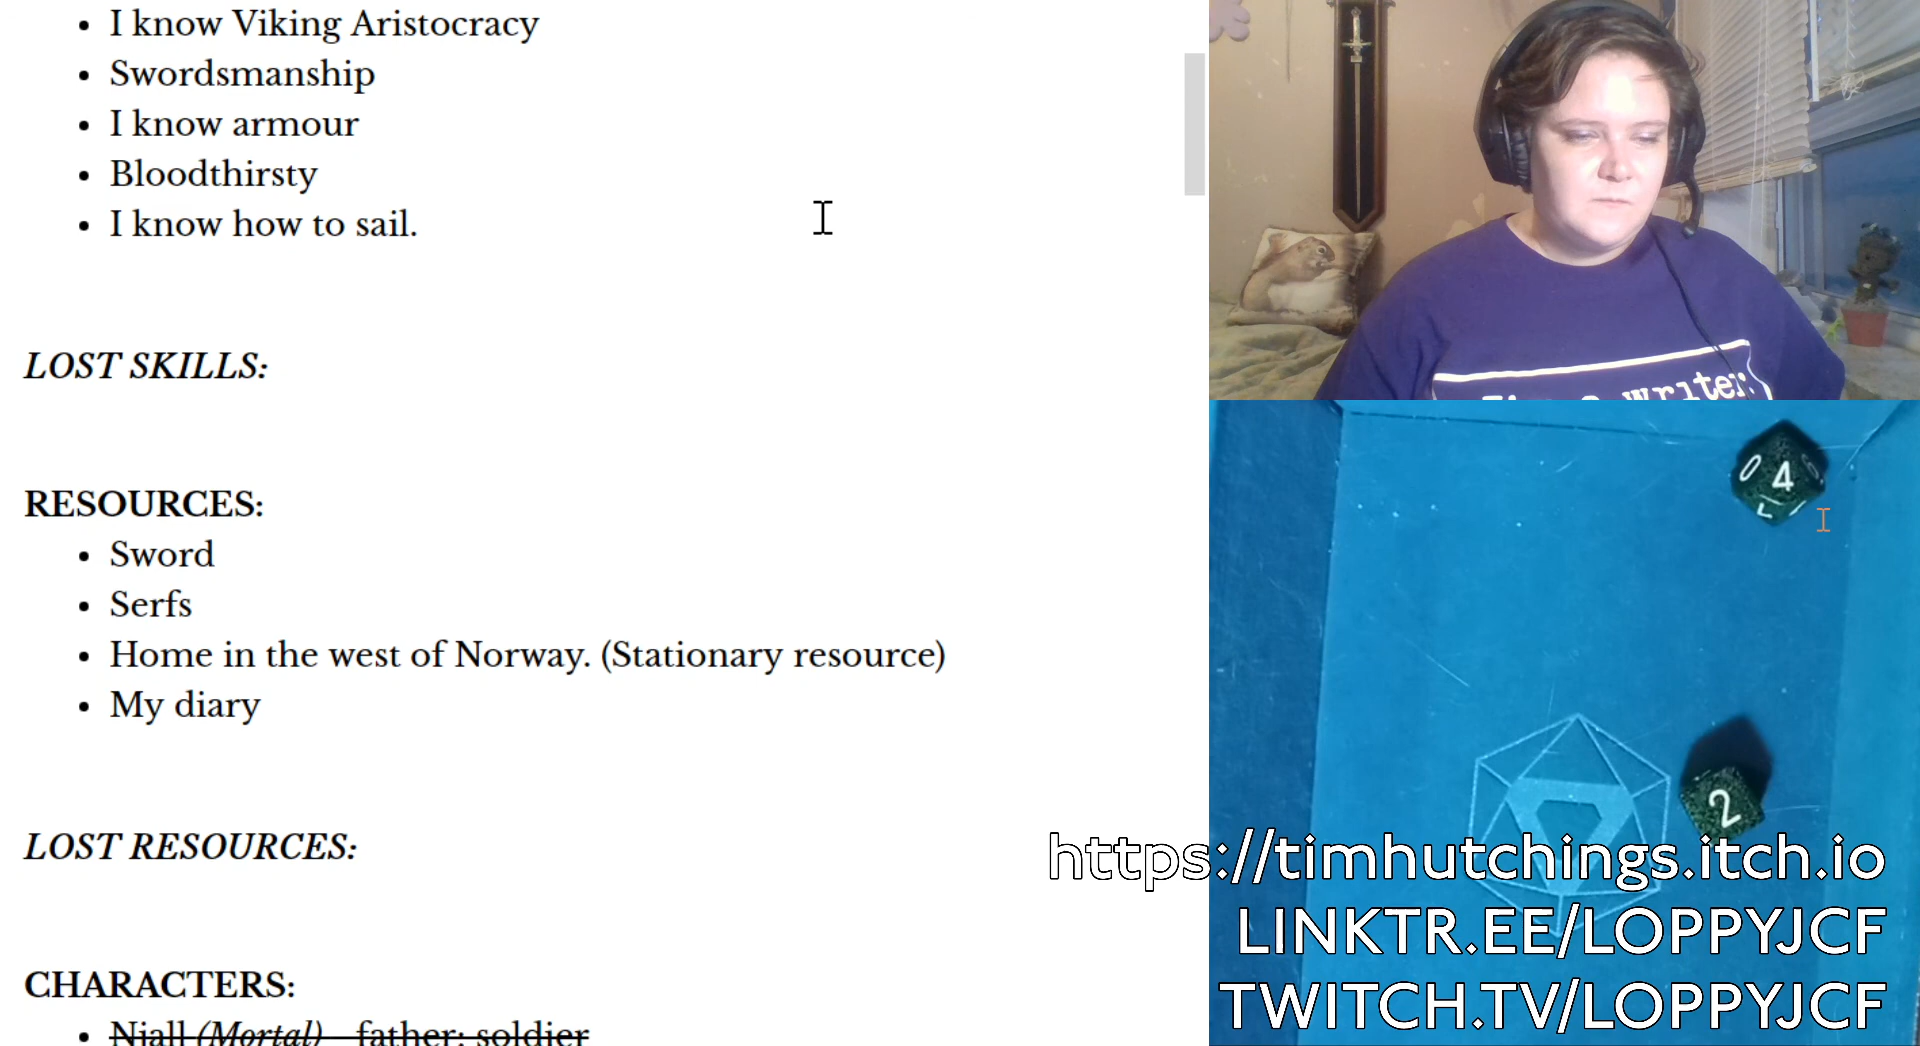 I know Viking Aristocracy
Swordsmanship
I know armour
Bloodthirsty
I know how to sail.
LOST SKILLS:
RESOURCES:
Sword
Serfs
Home in the west of Norway. (Stationary resource)
My diary
LOST RESOURCES:
CHARACTERS:
Niall (Mortal) - father; soldier
a writer
0 4
2
https://timhutchings.itch.io
LINKTR.EE/LOPPYJCF
TWITCH.TV/LOPPYJCF